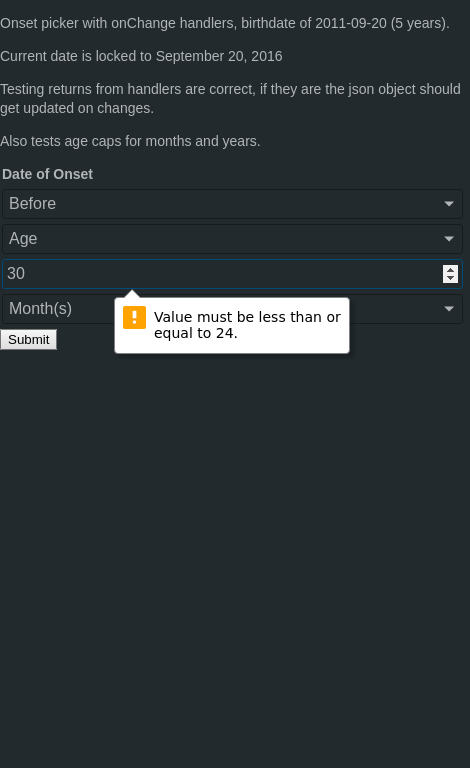 Onset picker with onChange handlers, birthdate of 2011-09-20 (5 years).
Current date is locked to September 20, 2016
Testing returns from handlers are correct, if they are the json object should
get updated on changes.
Also tests age caps for months and years.
Date of Onset
Before
Age
30
Month(s)
Value must be less than or
equal to 24.
Submit